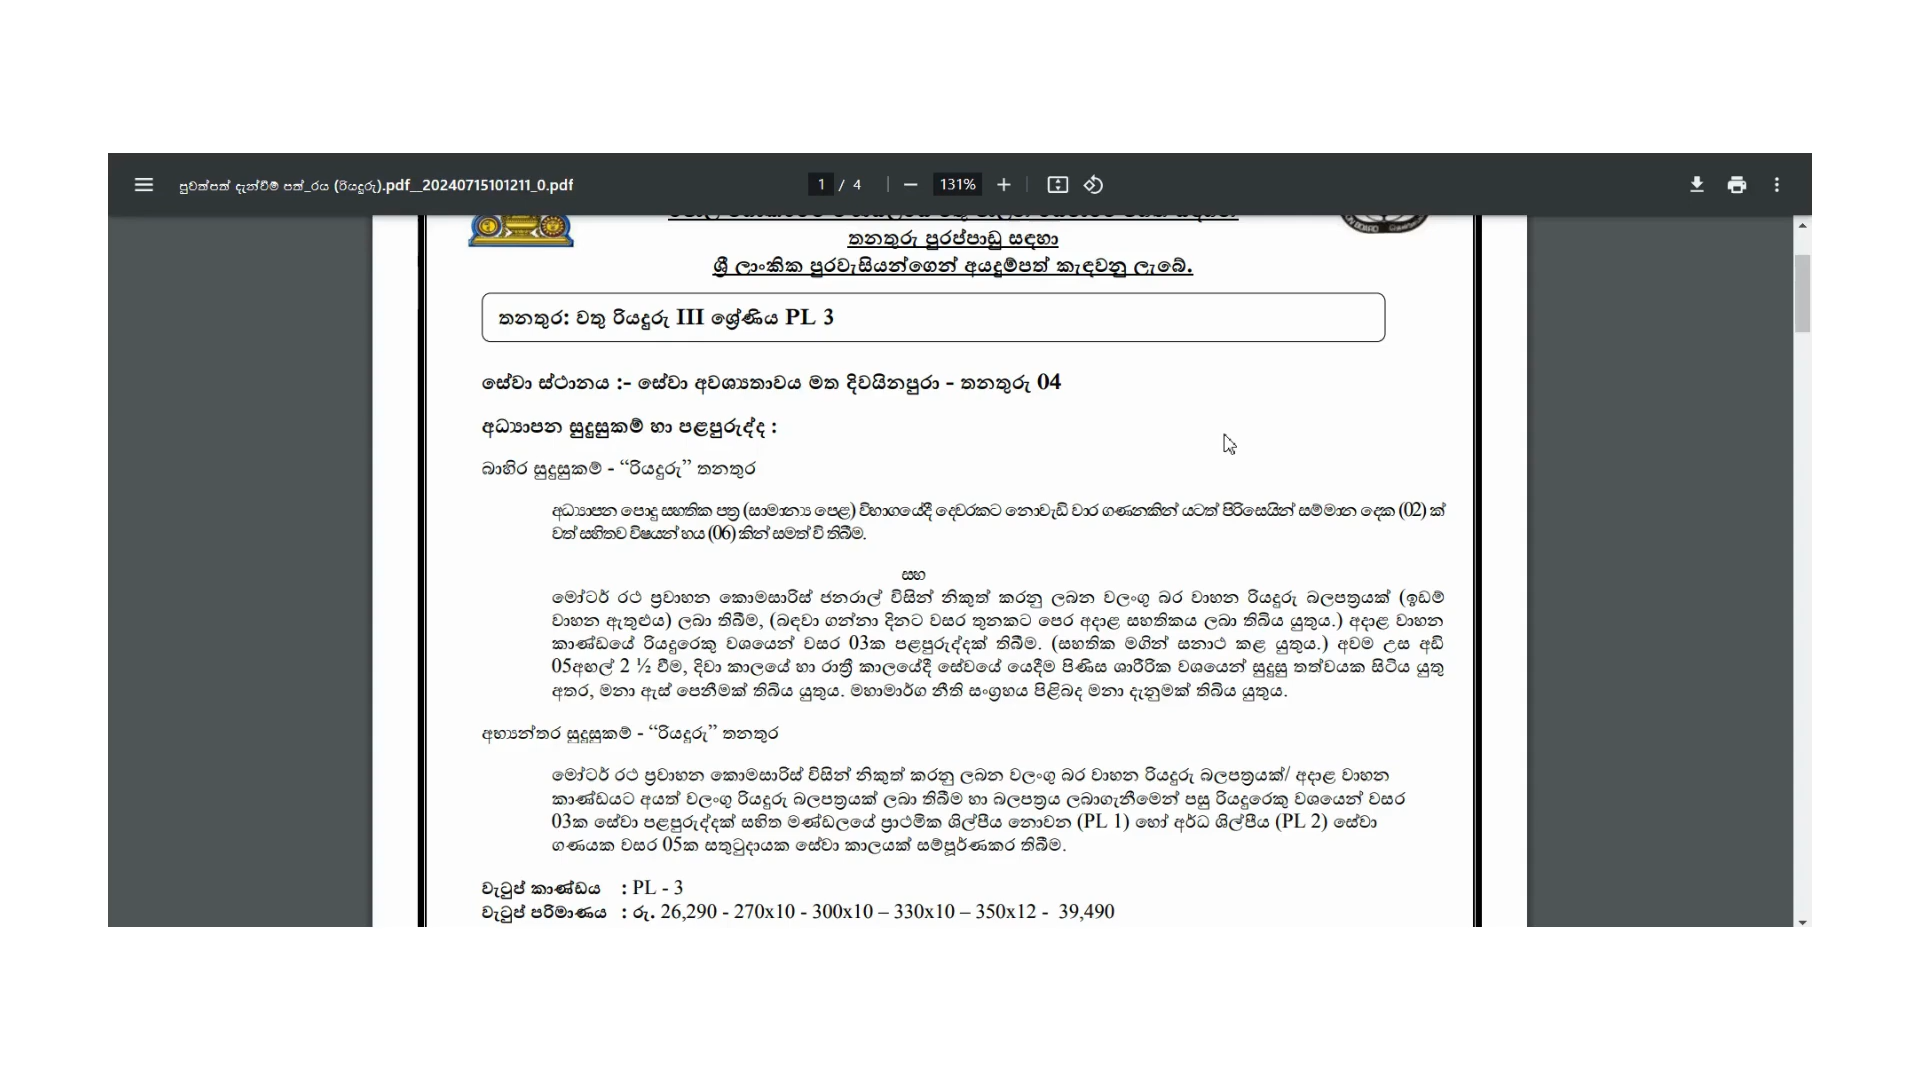 පුවත්පත් දැන්වීම් පත්_රය (රියදුරු).pdf_20240715101211_0.pdf
1 / 4
131%
තනතුරු පුරප්පාඩු සඳහා
ශ්‍රී ලාංකික පුරවැසියන්ගෙන් අයදුම්පත් කැඳවනු ලැබේ.
තනතුර: වතු රියදුරු III ශ්‍රේණිය PL 3
සේවා ස්ථානය :- සේවා අවශ්‍යතාවය මත දිවයිනපුරා - තනතුරු 04
අධ්‍යාපන සුදුසුකම් හා පළපුරුද්ද :
බාහිර සුදුසුකම් - “රියදුරු” තනතුර
අධ්‍යාපන පොදු සහතික පත්‍ර (සාමාන්‍ය පෙළ) විභාගයේදී දෙවරකට නොවැඩි වාර ගණනකින් යටත් පිරිසෙයින් සම්මාන දෙක (02) ක්
වත් සහිතව විෂයන් හය (06) කින් සමත් වි තිබීම.
සහ
මෝටර් රථ ප්‍රවාහන කොමසාරිස් ජනරාල් විසින් නිකුත් කරනු ලබන වලංගු බර වාහන රියදුරු බලපත්‍රයක් (ඉඩම්
වාහන ඇතුළුය) ලබා තිබීම, (බඳවා ගන්නා දිනට වසර තුනකට පෙර අදාළ සහතිකය ලබා තිබිය යුතුය.) අදාළ වාහන
කාණ්ඩයේ රියදුරෙකු වශයෙන් වසර 03ක පළපුරුද්දක් තිබීම. (සහතික මගින් සනාථ කළ යුතුය.) අවම උස අඩි
05අඟල් 2 ½ වීම, දිවා කාලයේ හා රාත්‍රී කාලයේදී සේවයේ යෙදීම පිණිස ශාරීරික වශයෙන් සුදුසු තත්වයක සිටිය යුතු
අතර, මනා ඇස් පෙනීමක් තිබිය යුතුය. මහාමාර්ග නීති සංග්‍රහය පිළිබද මනා දැනුමක් තිබිය යුතුය.
අභ්‍යන්තර සුදුසුකම් - “රියදුරු” තනතුර
මෝටර් රථ ප්‍රවාහන කොමසාරිස් විසින් නිකුත් කරනු ලබන වලංගු බර වාහන රියදුරු බලපත්‍රයක්/ අදාළ වාහන
කාණ්ඩයට අයත් වලංගු රියදුරු බලපත්‍රයක් ලබා තිබීම හා බලපත්‍රය ලබාගැනීමෙන් පසු රියදුරෙකු වශයෙන් වසර
03ක සේවා පළපුරුද්දක් සහිත මණ්ඩලයේ ප්‍රාථමික ශිල්පීය නොවන (PL 1) හෝ අර්ධ ශිල්පීය (PL 2) සේවා
ගණයක වසර 05ක සතුටුදායක සේවා කාලයක් සම්පූර්ණකර තිබීම.
වැටුප් කාණ්ඩය : PL - 3
වැටුප් පරිමාණය : රු. 26,290 - 270x10 - 300x10 – 330x10 – 350x12 - 39,490